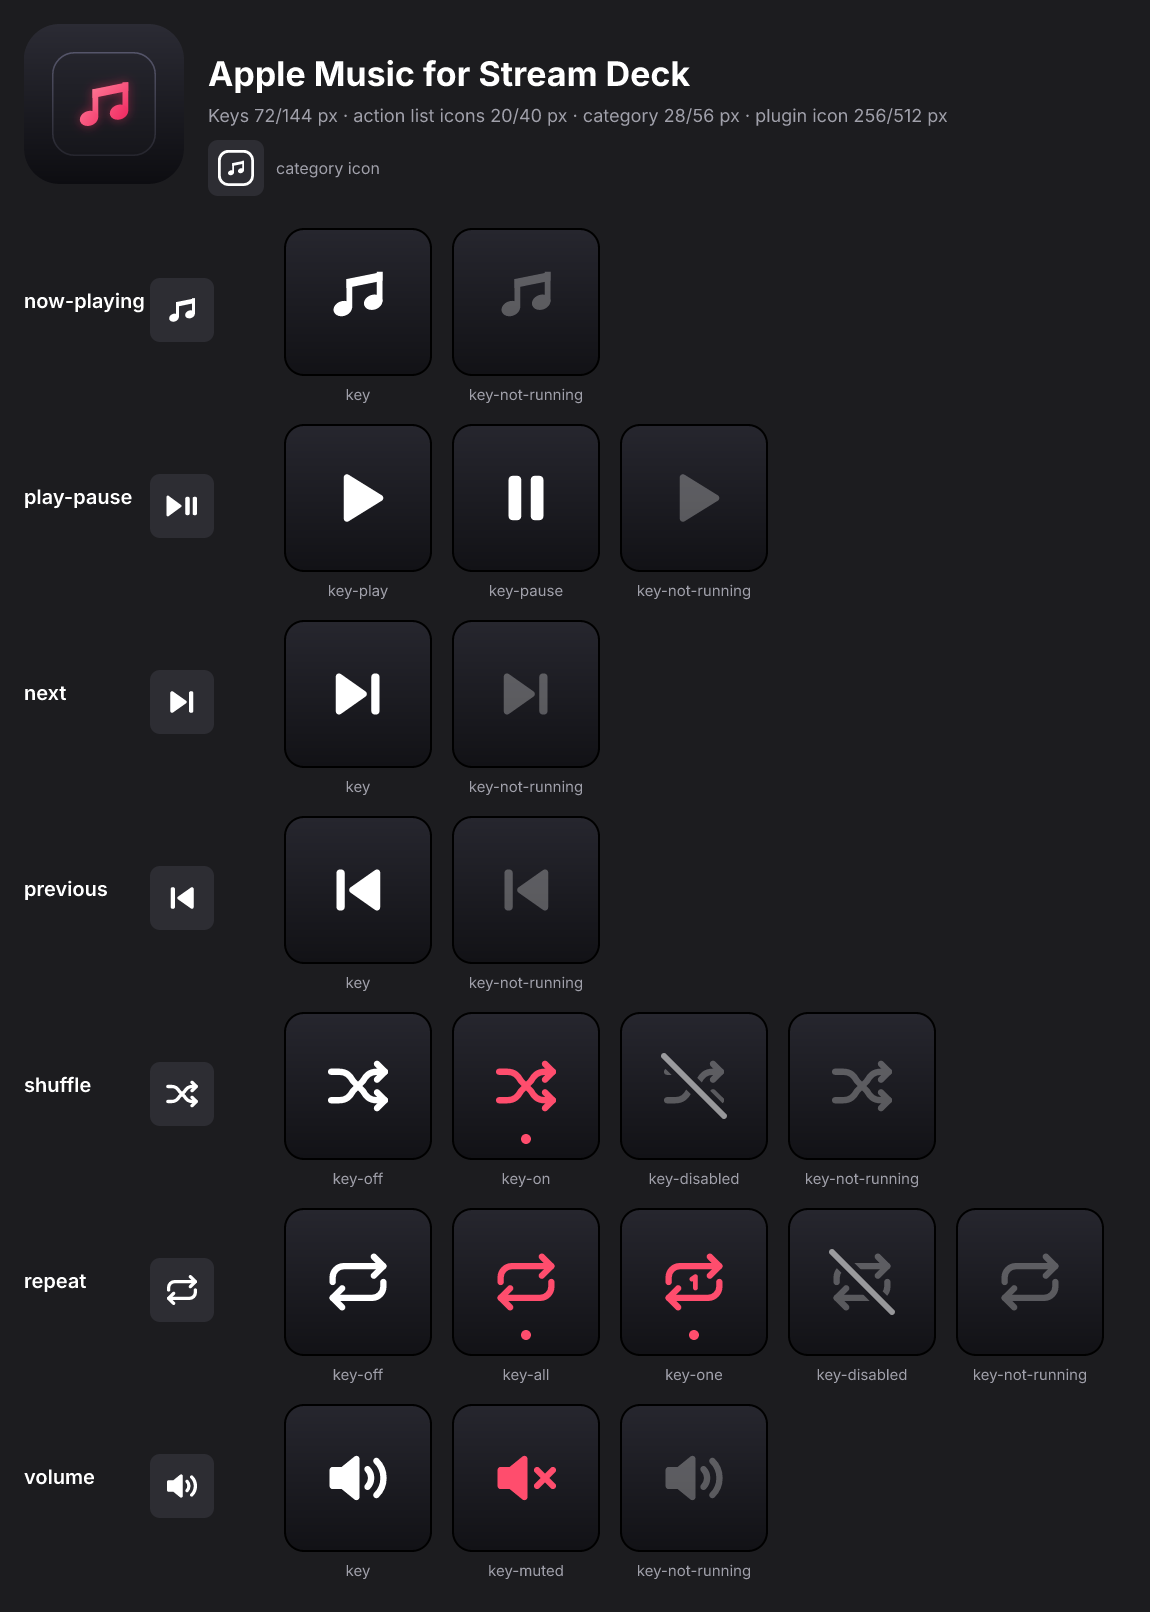 Apple Music for Stream Deck
Keys 72/144 px · action list icons 20/40 px · category 28/56 px · plugin icon 256/512 px
category icon
now-playing
key
key-not-running
play-pause
key-play
key-pause
key-not-running
next
key
key-not-running
previous
key
key-not-running
shuffle
key-off
key-on
key-disabled
key-not-running
repeat
1
key-off
key-all
key-one
key-disabled
key-not-running
volume
key
key-muted
key-not-running